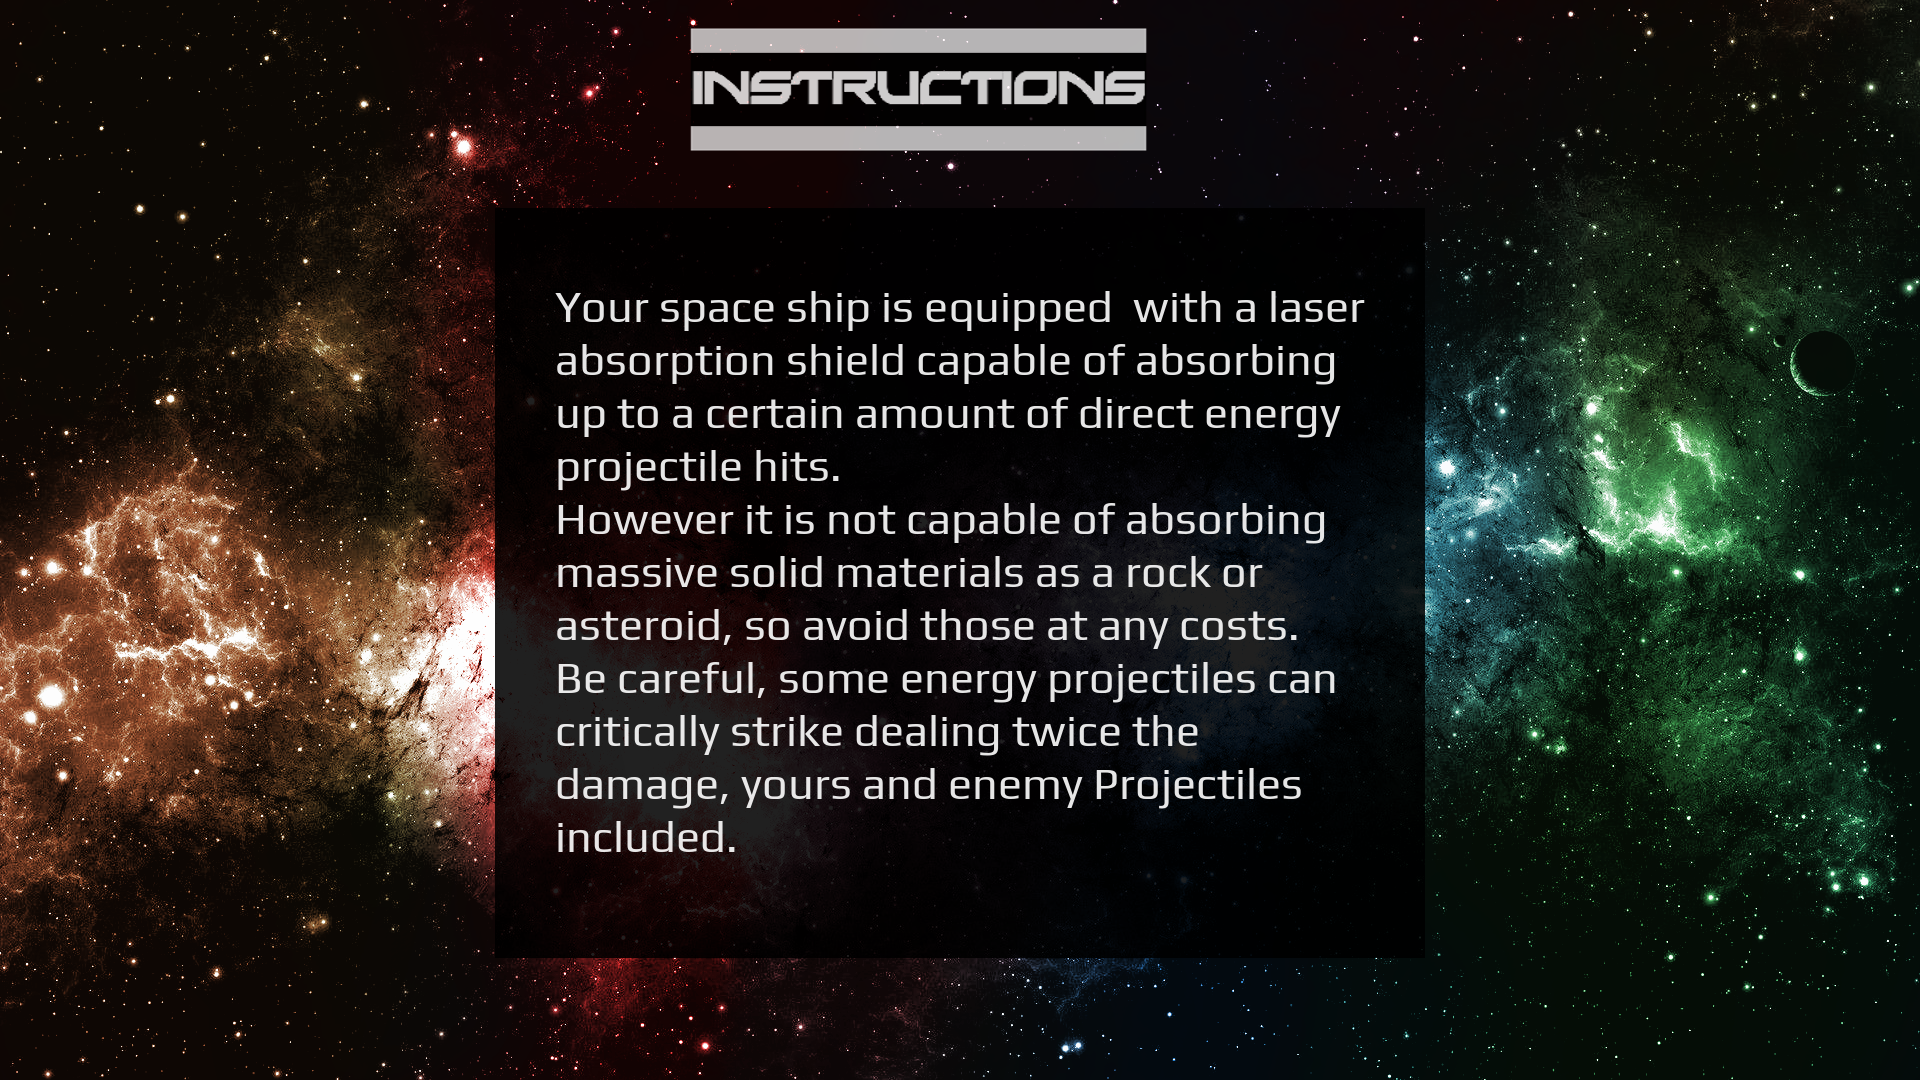 INSTRUCTIONS
Your space ship is equipped  with a laser
absorption shield capable of absorbing
up to a certain amount of direct energy
projectile hits.
However it is not capable of absorbing
massive solid materials as a rock or
asteroid, so avoid those at any costs.
Be careful, some energy projectiles can
critically strike dealing twice the
damage, yours and enemy Projectiles
included.